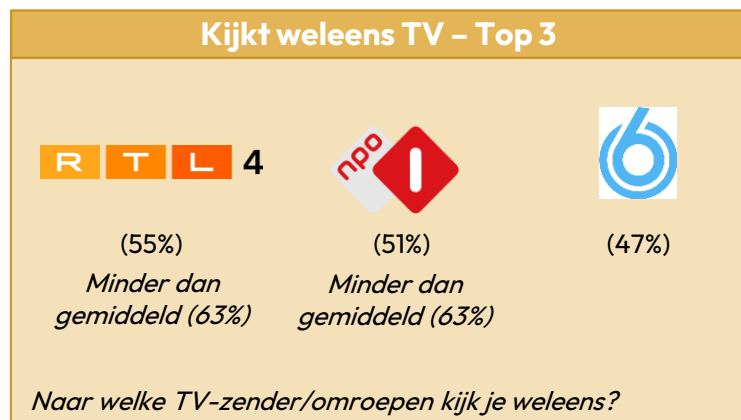 Kijkt weleens TV – Top 3
RTL 4
npo 1
6
(55%)
(51%)
(47%)
Minder dan
gemiddeld (63%)
Minder dan
gemiddeld (63%)
Naar welke TV-zender/omroepen kijk je weleens?